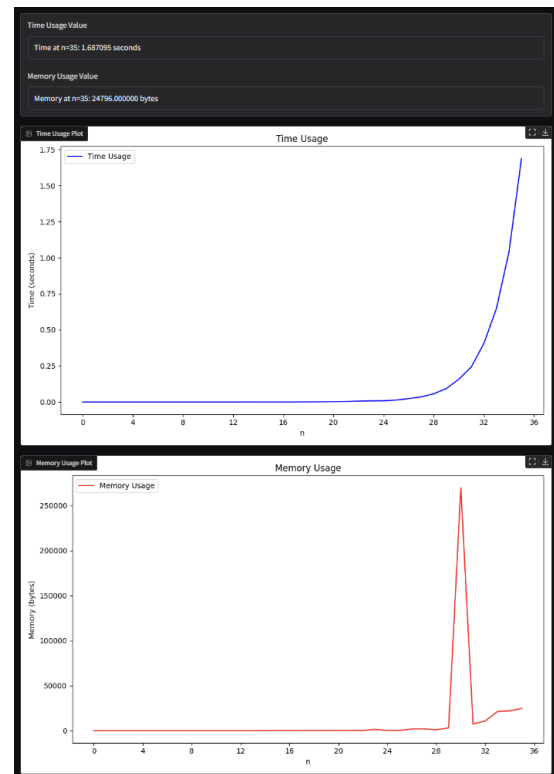 Time Usage Value
Time at n=35: 1.687095 seconds
Memory Usage Value
Memory at n=35: 24796.000000 bytes
Time Usage Plot
Time Usage
Time Usage
1.75
1.50
1.25
1.00
0.75
0.50
0.25
0.00
Time (seconds)
0 4 8 12 16 20 24 28 32 36
n
Memory Usage Plot
Memory Usage
Memory Usage
250000
200000
150000
100000
50000
0
Memory (bytes)
0 4 8 12 16 20 24 28 32 36
n